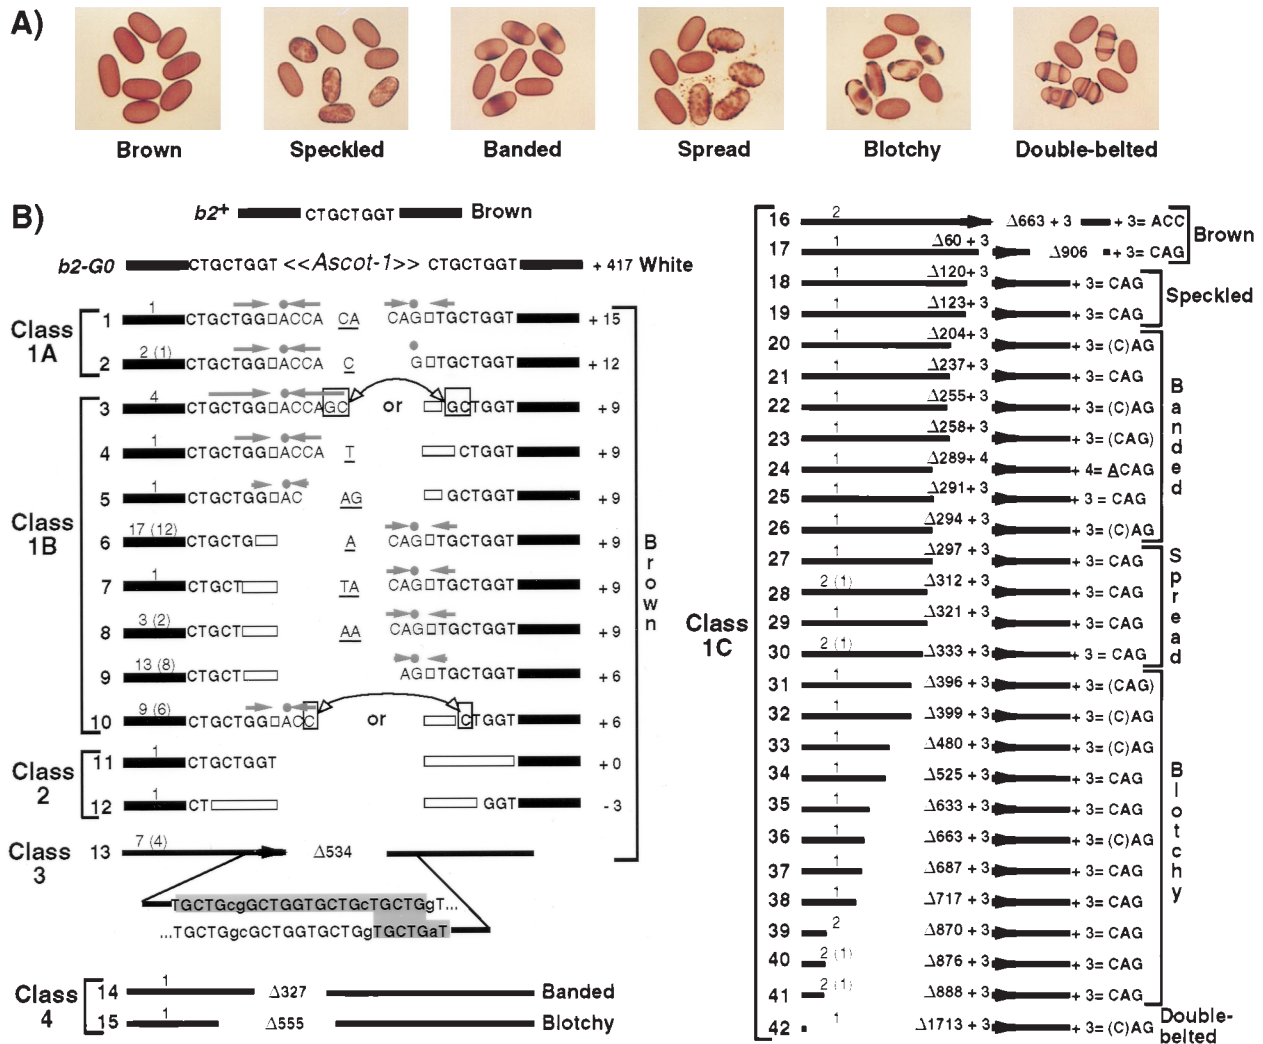 A)
Brown Speckled Banded Spread Blotchy Double-belted
B)
b2+ CTGCTGGT Brown
b2-G0 CTGCTGGT <<Ascot-1>> CTGCTGGT + 417 White
Class 1A
1 1 CTGCTGG□ACCA CA CAG□TGCTGGT + 15
2 2 (1) CTGCTGG□ACCA C G□TGCTGGT + 12
Class 1B
3 4 CTGCTGG□ACCAGC or GCTGGT + 9
4 1 CTGCTGG□ACCA T CTGGT + 9
5 1 CTGCTGG□AC AG GCTGGT + 9
6 17 (12) CTGCTG A CAG□TGCTGGT + 9
7 1 CTGCT TA CAG□TGCTGGT + 9
8 3 (2) CTGCT AA CAG□TGCTGGT + 9
9 13 (8) CTGCT AG□TGCTGGT + 6
10 9 (6) CTGCTGG□ACC or CTGGT + 6
Class 2
11 1 CTGCTGGT + 0
12 1 CT GGT - 3
Brown
Class 3
13 7 (4) Δ534
TGCTGcgGCTGGTGCTGcTGCTGgT...
...TGCTGgcGCTGGTGCTGgTGCTGaT
Class 4
14 1 Δ327 Banded
15 1 Δ555 Blotchy
Class 1C
16 2 Δ663 + 3 + 3= ACC
17 1 Δ60 + 3 Δ906 + 3= CAG
Brown
18 1 Δ120+ 3 + 3= CAG
19 1 Δ123+ 3 + 3= CAG
Speckled
20 1 Δ204+ 3 + 3= (C)AG
21 1 Δ237+ 3 + 3= CAG
22 1 Δ255+ 3 + 3= (C)AG
23 1 Δ258+ 3 + 3= (CAG)
24 1 Δ289+ 4 + 4= ACAG
25 1 Δ291+ 3 + 3 = CAG
26 1 Δ294 + 3 + 3= (C)AG
Banded
27 1 Δ297 + 3 + 3= CAG
28 2 (1) Δ312 + 3 + 3= CAG
29 1 Δ321 + 3 + 3= CAG
30 2 (1) Δ333 + 3 + 3 = CAG
Spread
31 1 Δ396 + 3 + 3= (CAG)
32 1 Δ399 + 3 + 3= (C)AG
33 1 Δ480 + 3 + 3= (C)AG
34 1 Δ525 + 3 + 3= CAG
35 1 Δ633 + 3 + 3= CAG
36 1 Δ663 + 3 + 3= (C)AG
37 1 Δ687 + 3 + 3= CAG
38 1 Δ717 + 3 + 3= CAG
39 2 Δ870 + 3 + 3= CAG
40 2 (1) Δ876 + 3 + 3= CAG
41 2 (1) Δ888 + 3 + 3= CAG
Blotchy
42 1 Δ1713 + 3 + 3= (C)AG Double-belted